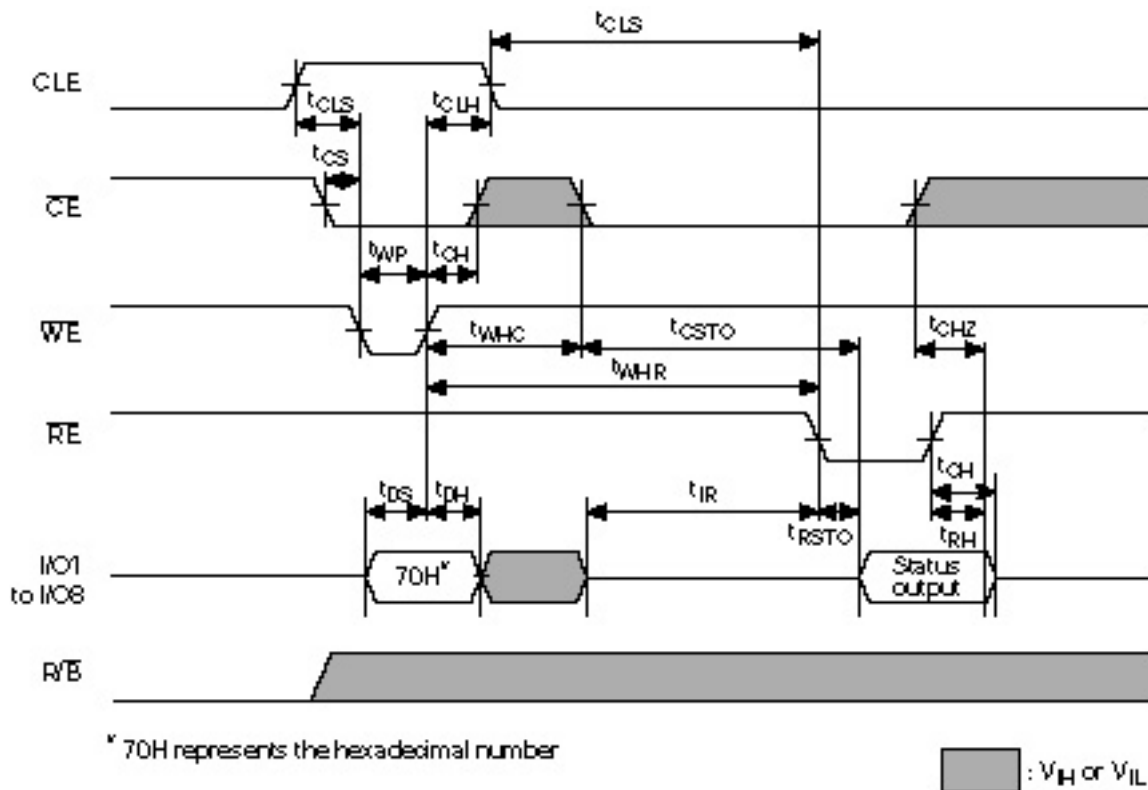 tCLS
CLE
tCLS
tCLH
tCS
CE
tWP
tCH
WE
tWHC
tCSTO
tCHZ
tWHR
RE
tDS
tDH
tIR
tCH
tRSTO
tRH
I/O1
to I/O8
70H*
Status
output
R/B
* 70H represents the hexadecimal number
: VIH or VIL